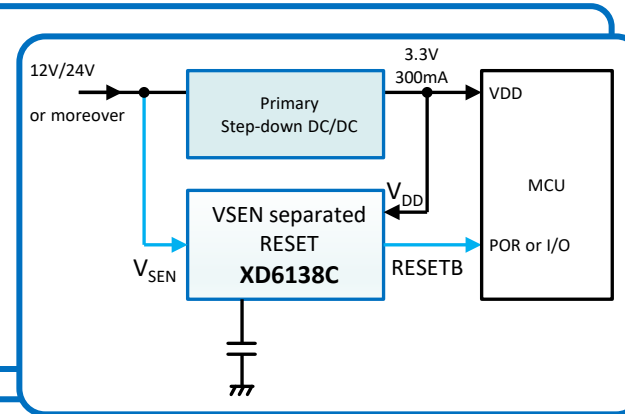 12V/24V
or moreover
Primary
Step-down DC/DC
3.3V
300mA
VDD
MCU
POR or I/O
VDD
VSEN separated
RESET
XD6138C
VSEN
RESETB